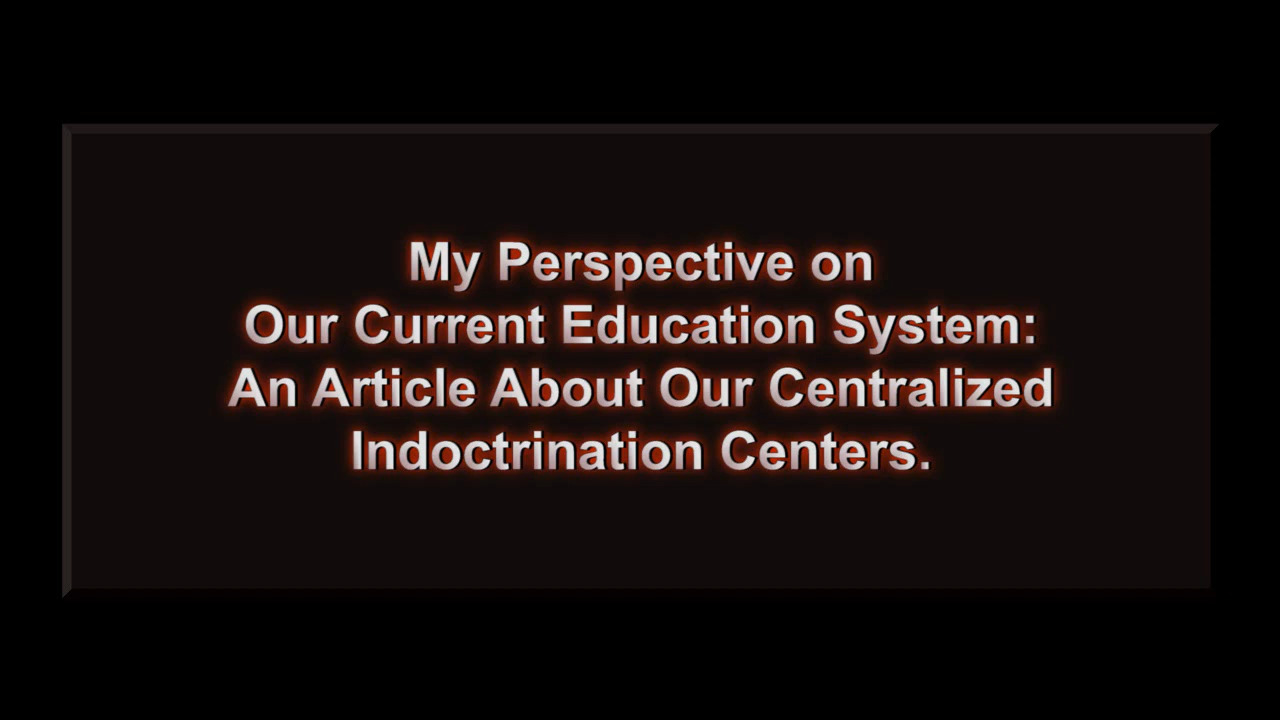 My Perspective on
Our Current Education System:
An Article About Our Centralized
Indoctrination Centers.